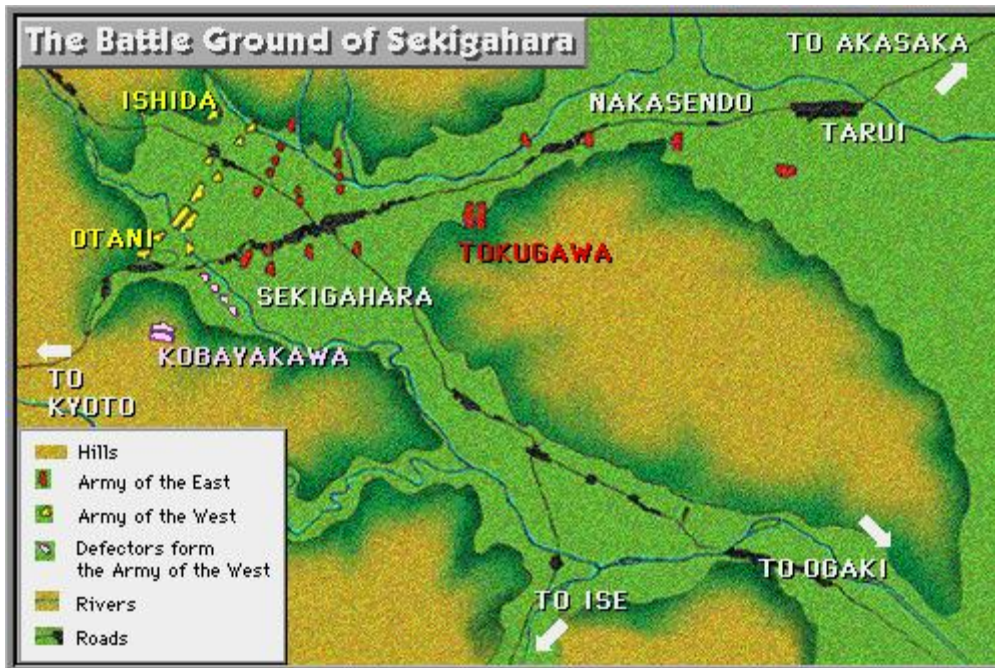 The Battle Ground of Sekigahara
TO AKASAKA
ISHIDA
NAKASENDO
TARUI
OTANI
TOKUGAWA
SEKIGAHARA
KOBAYAKAWA
TO
KYOTO
Hills
Army of the East
Army of the West
Defectors form
the Army of the West
Rivers
Roads
TO OGAKI
TO ISE